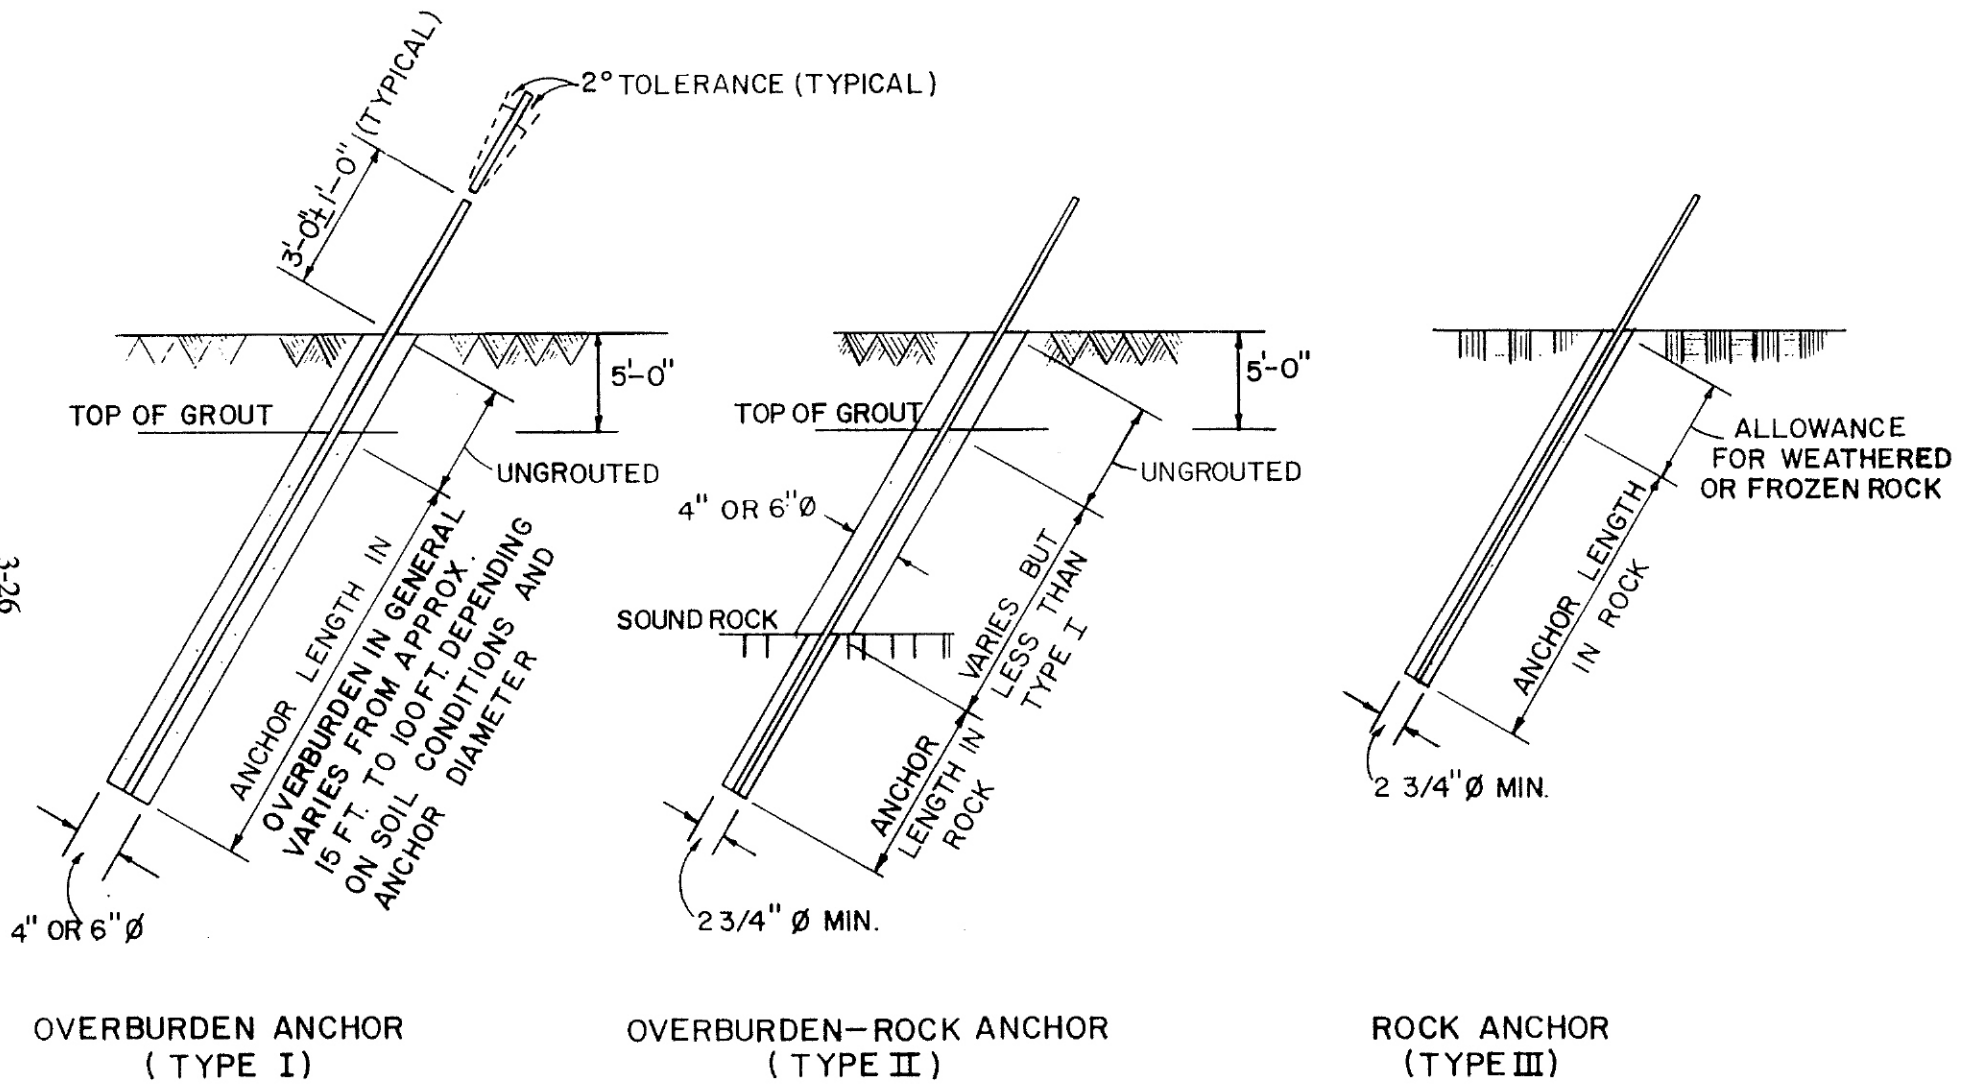 3'-0"±1'-0" (TYPICAL)
2° TOLERANCE (TYPICAL)
5'-0"
TOP OF GROUT
UNGROUTED
ANCHOR LENGTH IN
OVERBURDEN IN GENERAL
VARIES FROM APPROX.
15 FT. TO 100FT. DEPENDING
ON SOIL CONDITIONS AND
ANCHOR DIAMETER
4" OR 6" Ø
3-26
OVERBURDEN ANCHOR
(TYPE I)
5'-0"
TOP OF GROUT
UNGROUTED
4" OR 6" Ø
SOUND ROCK
VARIES BUT
LESS THAN
TYPE I
ANCHOR
LENGTH IN
ROCK
2 3/4" Ø MIN.
OVERBURDEN-ROCK ANCHOR
(TYPE II)
ALLOWANCE
FOR WEATHERED
OR FROZEN ROCK
ANCHOR LENGTH
IN ROCK
2 3/4" Ø MIN.
ROCK ANCHOR
(TYPE III)